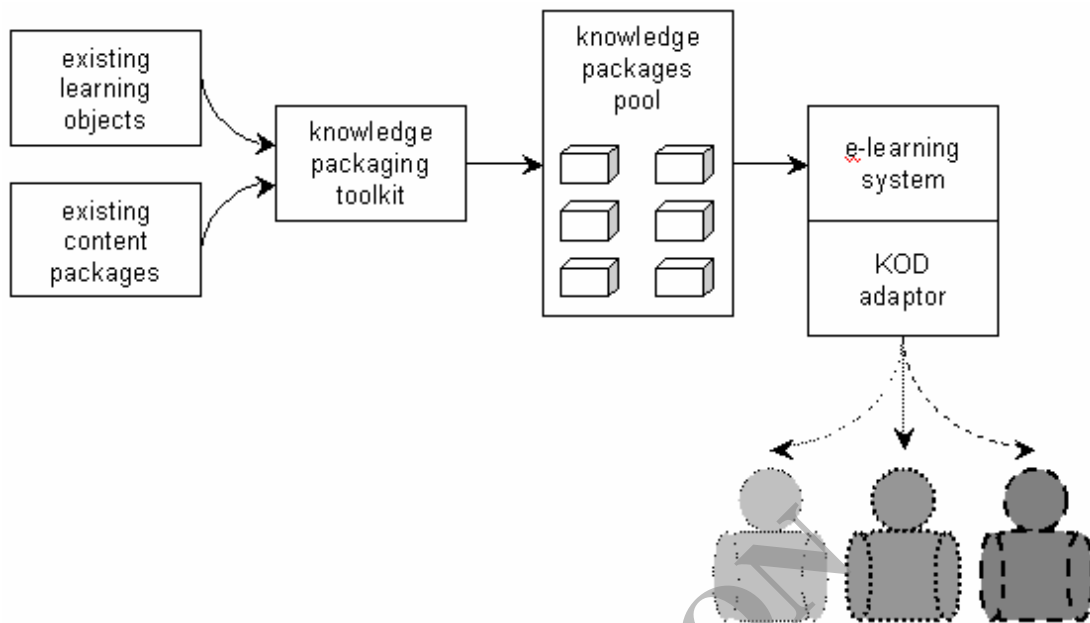 existing
learning
objects
existing
content
packages
knowledge
packaging
toolkit
knowledge
packages
pool
e-learning
system
KOD
adaptor